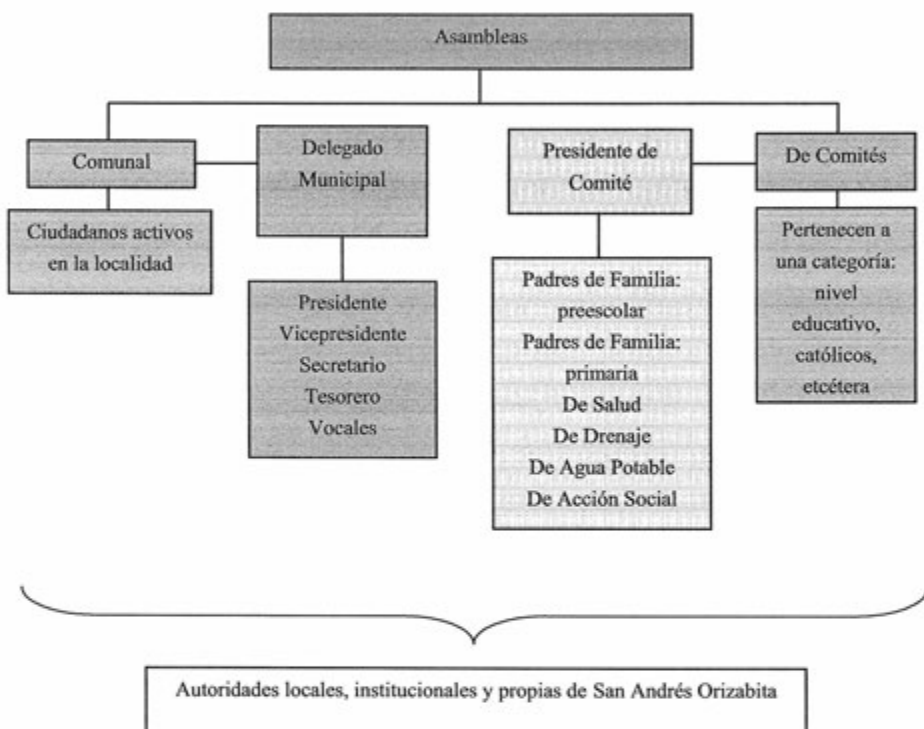 Asambleas
Comunal
Ciudadanos activos
en la localidad
Delegado
Municipal
Presidente
Vicepresidente
Secretario
Tesorero
Vocales
Presidente de
Comité
Padres de Familia:
preescolar
Padres de Familia:
primaria
De Salud
De Drenaje
De Agua Potable
De Acción Social
De Comités
Pertenecen a
una categoría:
nivel
educativo,
católicos,
etcétera
Autoridades locales, institucionales y propias de San Andrés Orizabita